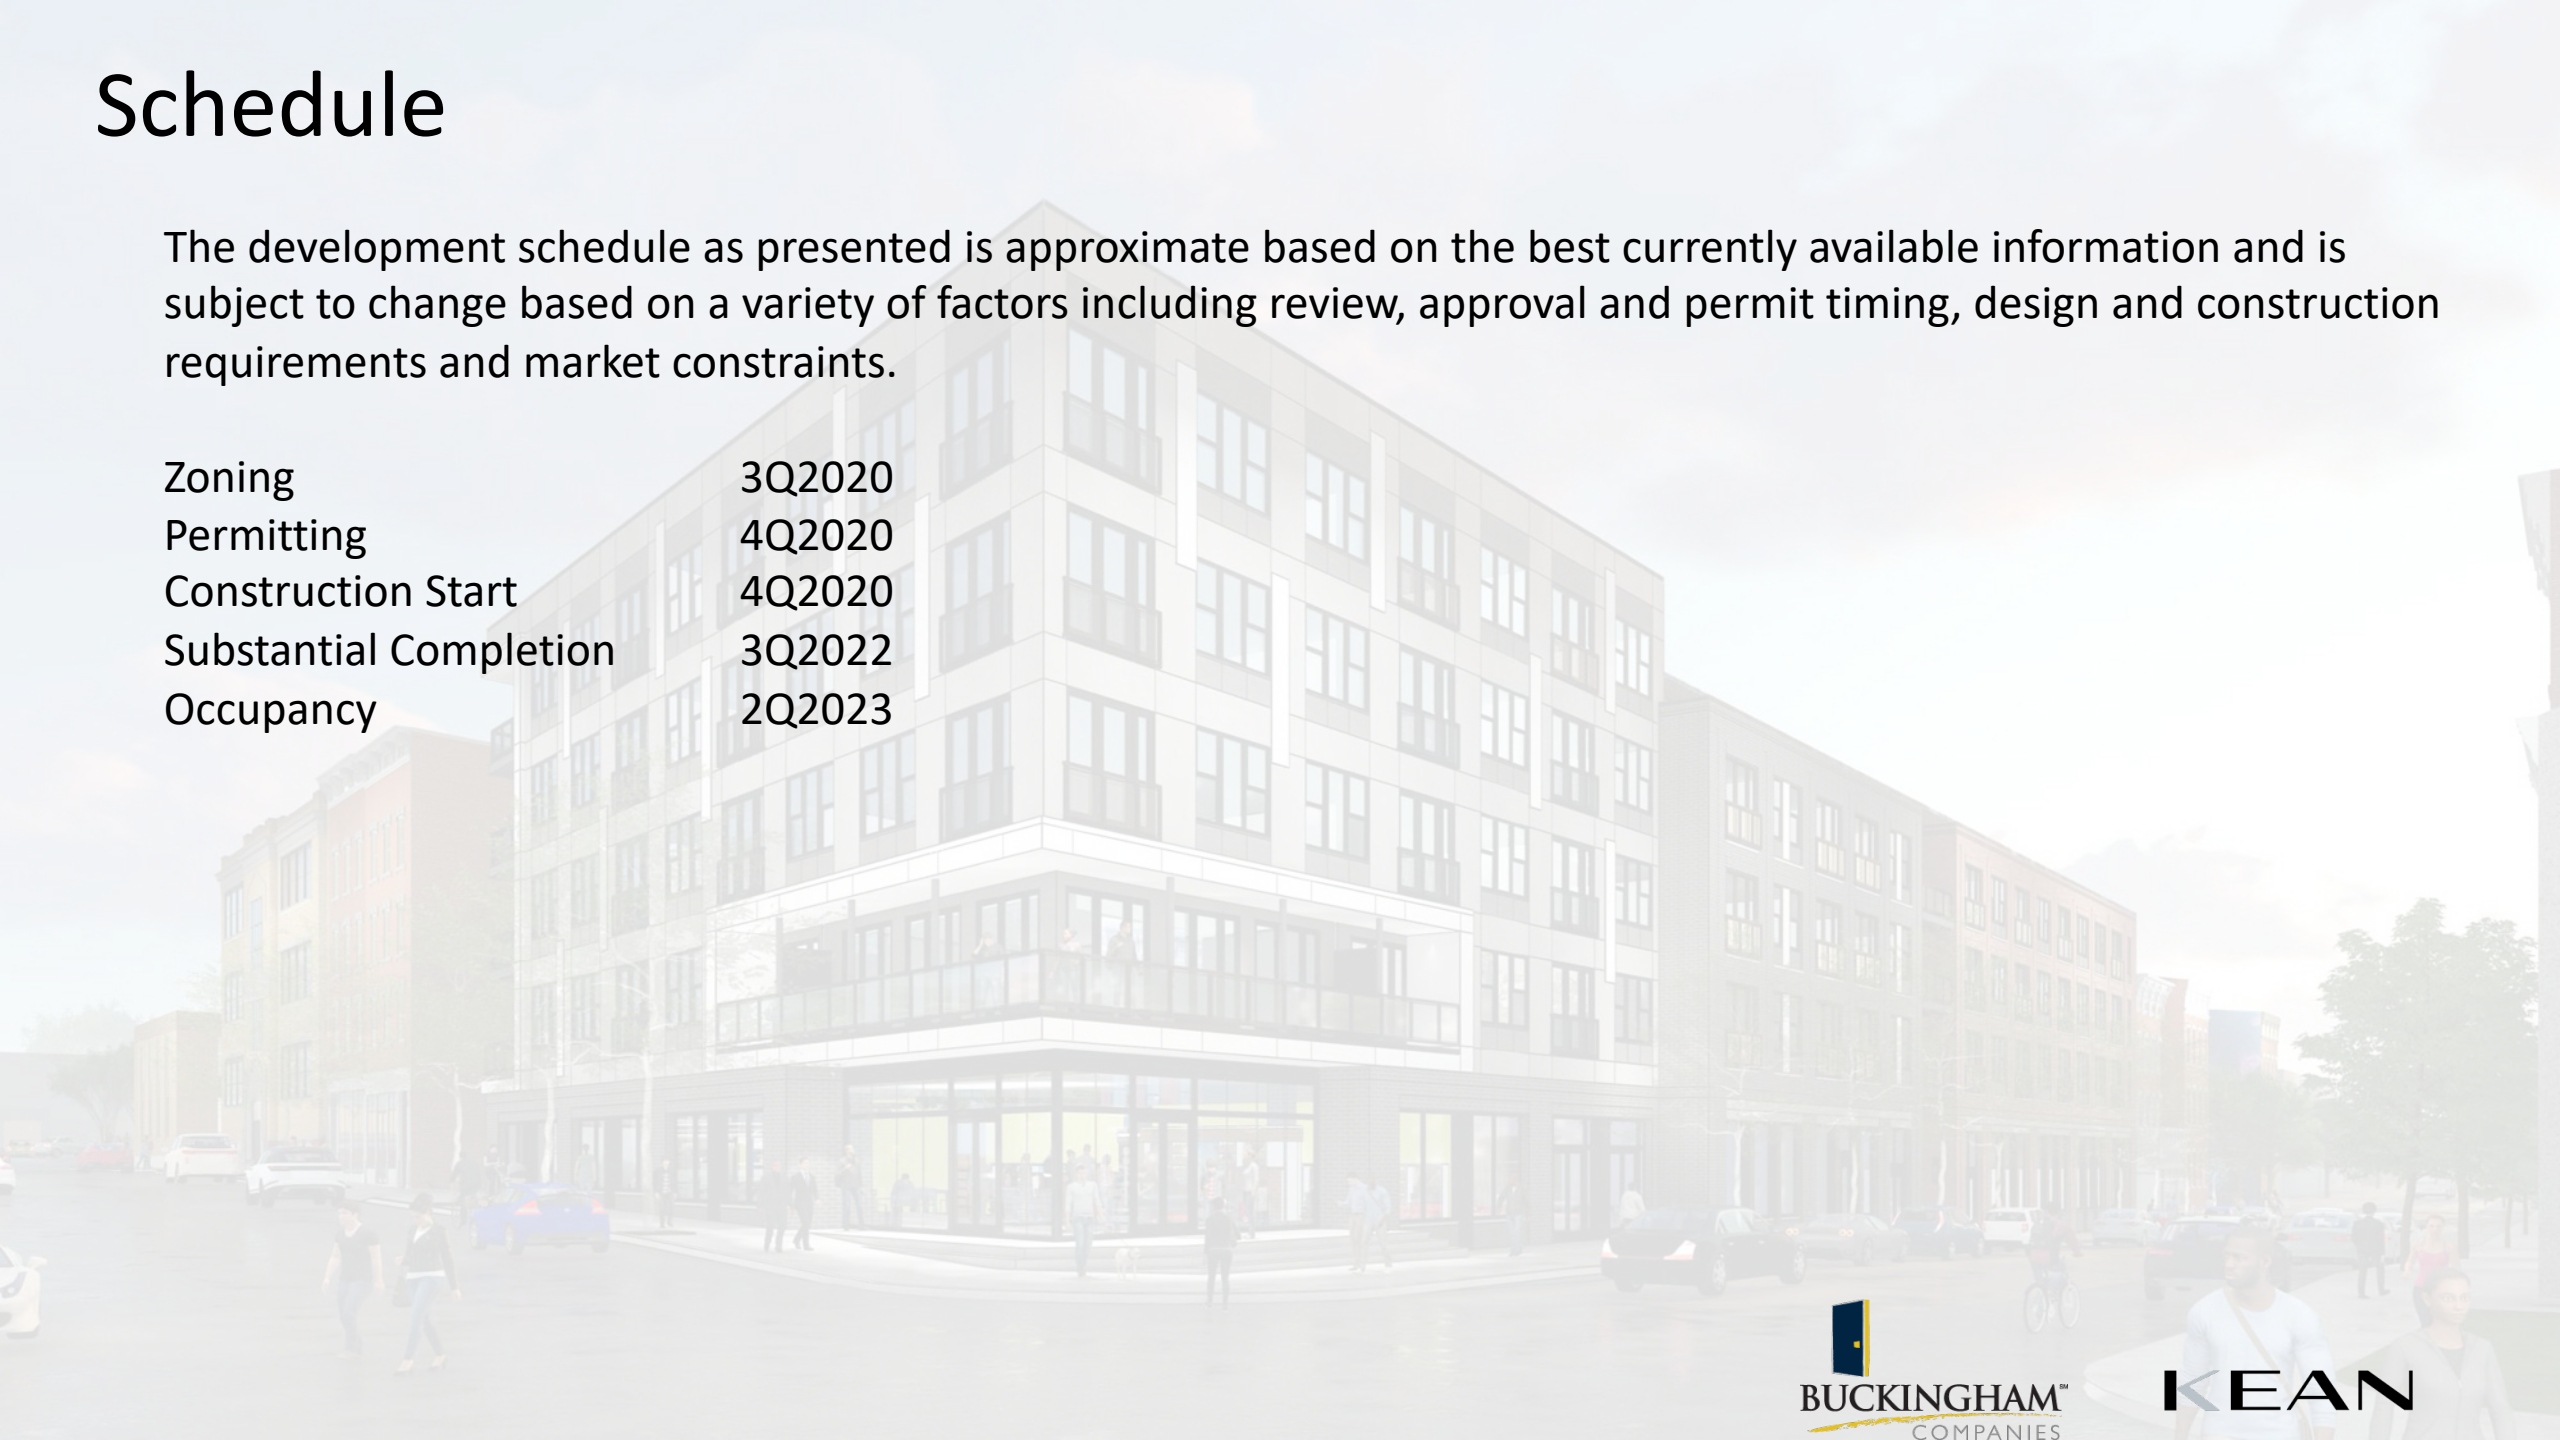 Schedule
The development schedule as presented is approximate based on the best currently available information and is
subject to change based on a variety of factors including review, approval and permit timing, design and construction
requirements and market constraints.
Zoning 3Q2020
Permitting 4Q2020
Construction Start 4Q2020
Substantial Completion 3Q2022
Occupancy 2Q2023
BUCKINGHAM℠
COMPANIES
KEAN